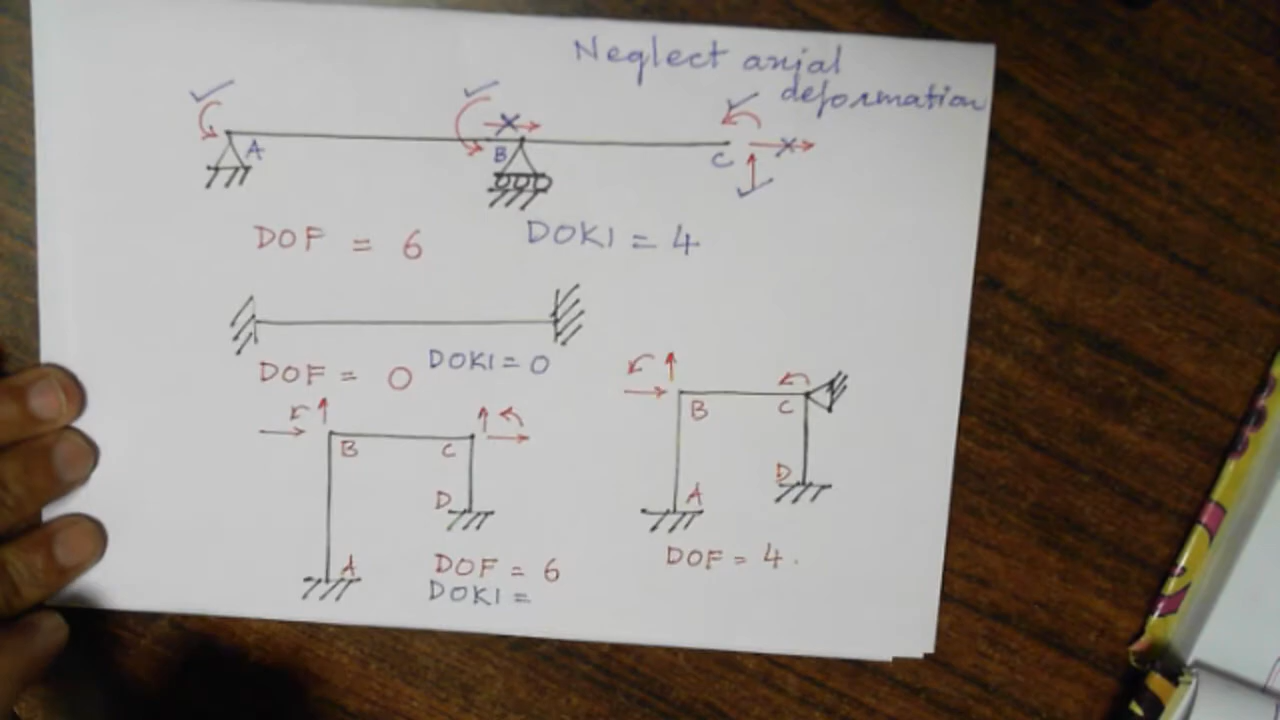 Neglect axial
deformation
A
B
C
DOF = 6
DOKI = 4
DOF = 0
DOKI = 0
B
C
D
A
DOF = 6
DOKI =
B
C
D
A
DOF = 4.